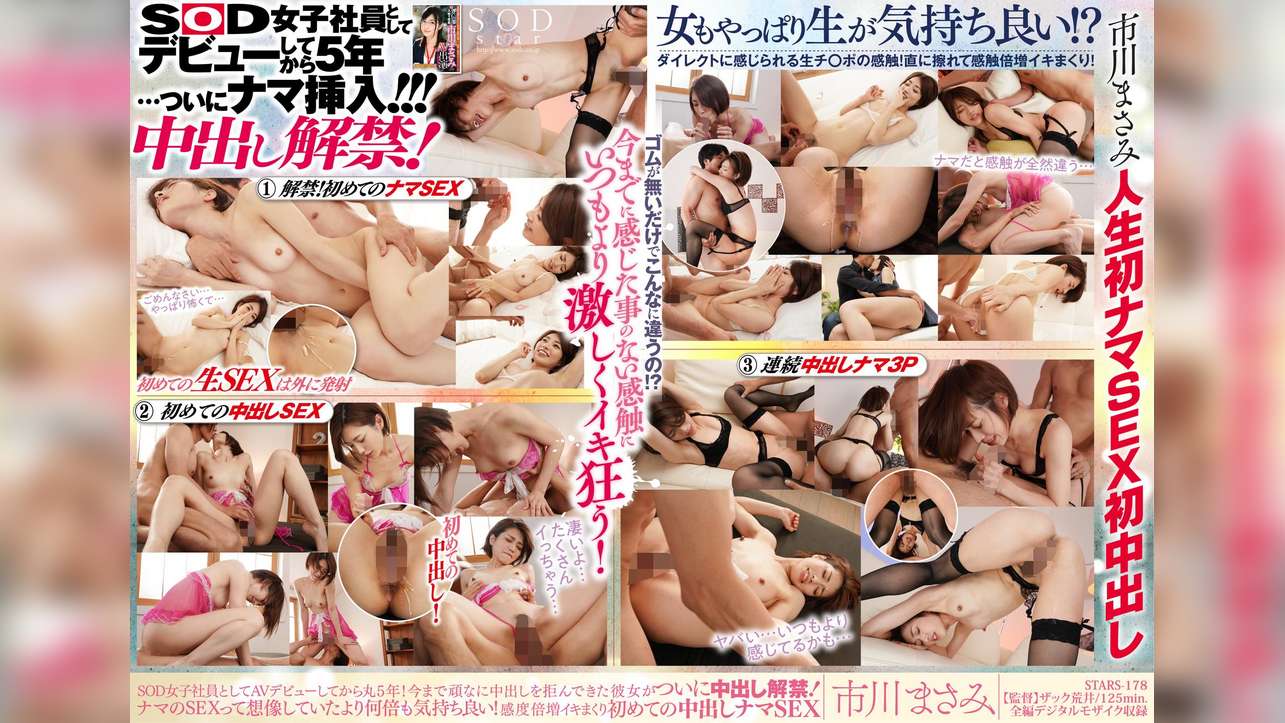 SOD女子社員として
デビューしてから5年
…ついにナマ挿入!!!
中出し解禁!
市川まさみ
SOD
star
①解禁!初めてのナマSEX
ごめんなさい…
やっぱり怖くて…
初めての生SEXは外に発射
②初めての中出しSEX
初めての
中出し!
凄いよ…
たくさん
イっちゃう…
ゴムが無いだけでこんなに違うの!?
今までに感じた事のない感触に
いつもより激しくイキ狂う!
女もやっぱり生が気持ち良い!?
ダイレクトに感じられる生チ〇ポの感触!直に擦れて感触倍増イキまくり!
ナマだと感触が全然違う…
③連続中出しナマ3P
ヤバい…いつもより
感じてるかも…
市川まさみ 人生初ナマSEX初中出し
SOD女子社員としてAVデビューしてから丸5年!今まで頑なに中出しを拒んできた彼女がついに中出し解禁!
ナマのSEXって想像していたより何倍も気持ち良い!感度倍増イキまくり初めての中出しナマSEX
市川まさみ
STARS-178
【監督】ザック荒井/125min.
全編デジタルモザイク収録